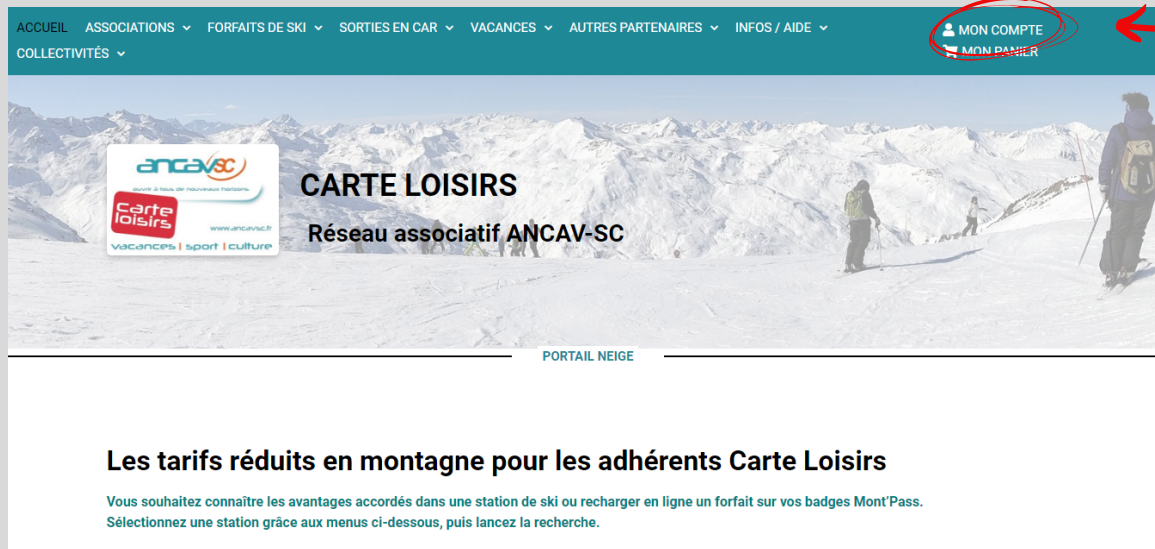 ACCUEIL ASSOCIATIONS FORFAITS DE SKI SORTIES EN CAR VACANCES AUTRES PARTENAIRES INFOS / AIDE
COLLECTIVITÉS
MON COMPTE
MON PANIER
ancavsc
ouvre à tous de nouveaux horizons
Carte
loisirs
www.ancavsc.fr
vacances | sport | culture
CARTE LOISIRS
Réseau associatif ANCAV-SC
PORTAIL NEIGE
Les tarifs réduits en montagne pour les adhérents Carte Loisirs
Vous souhaitez connaître les avantages accordés dans une station de ski ou recharger en ligne un forfait sur vos badges Mont'Pass.
Sélectionnez une station grâce aux menus ci-dessous, puis lancez la recherche.